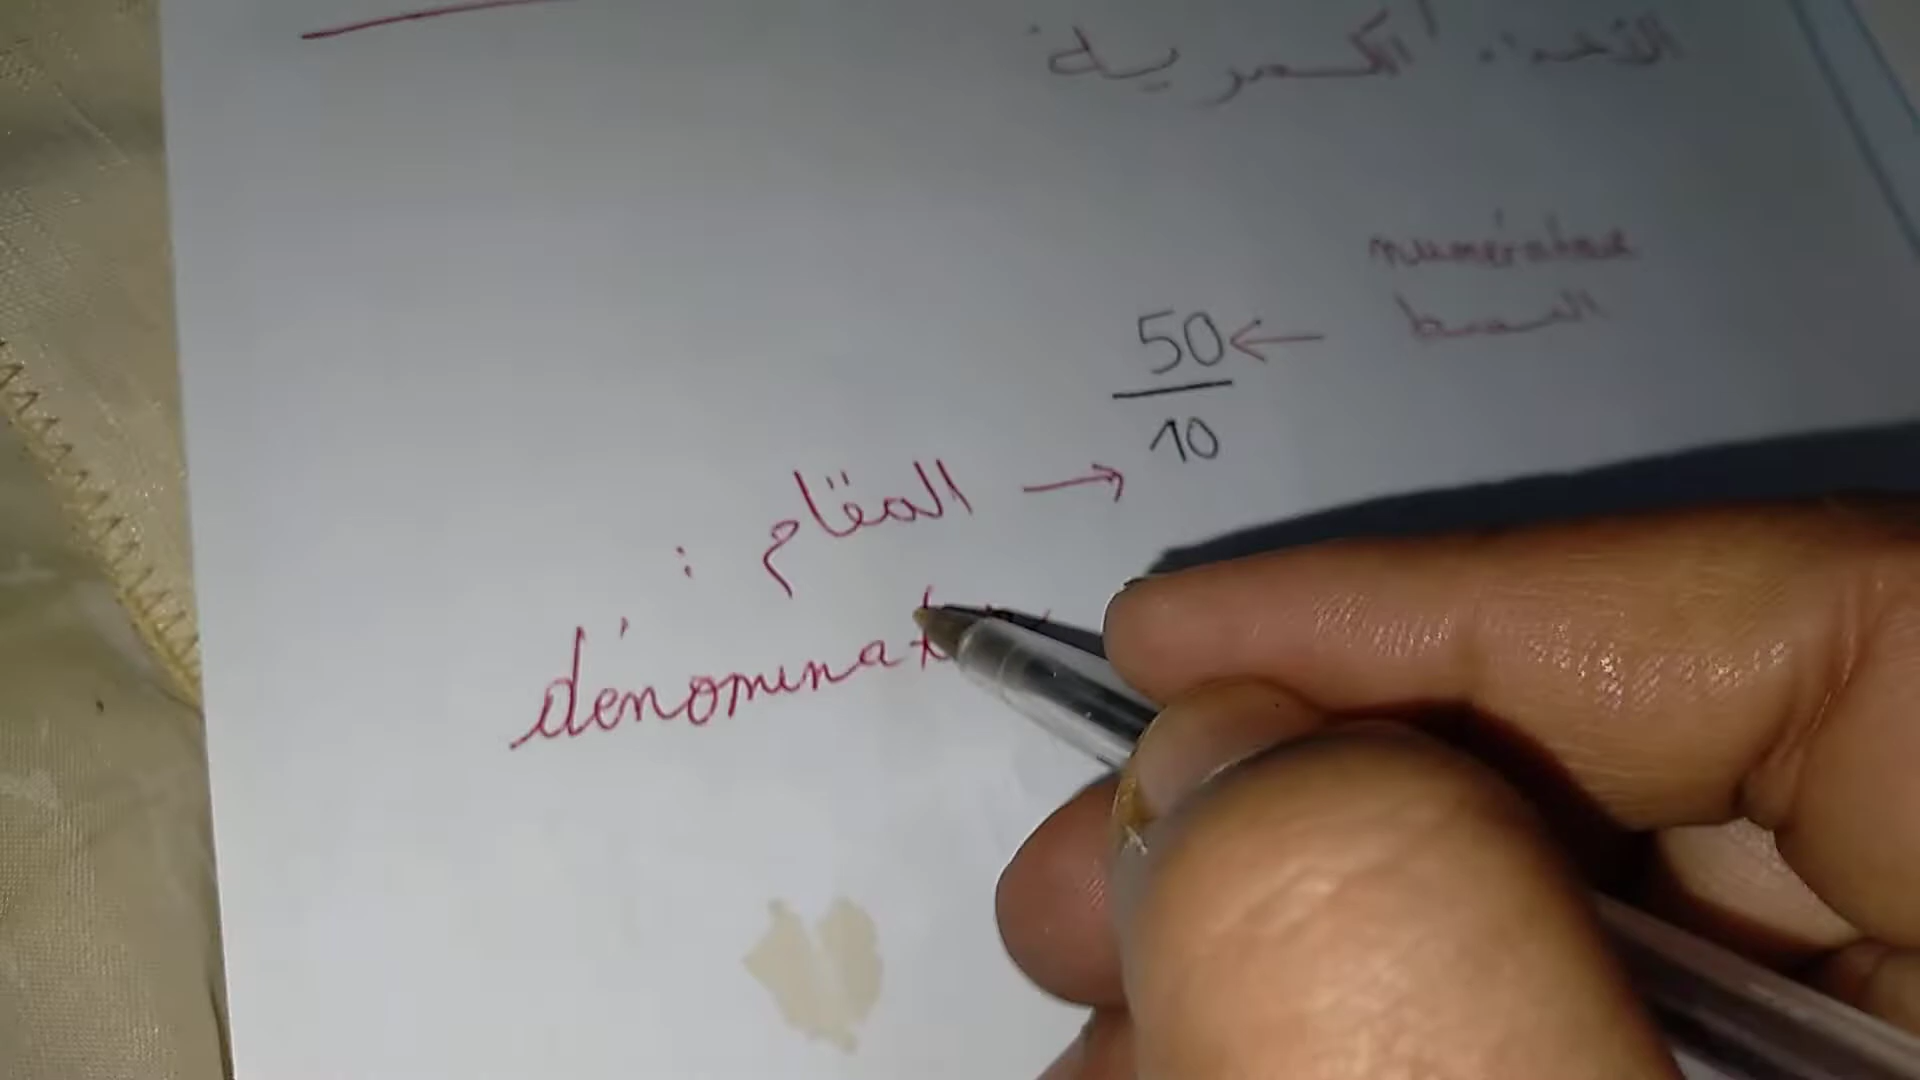 الأعداد الكسرية
numérateur
البسط
50
10
المقام :
dénominat